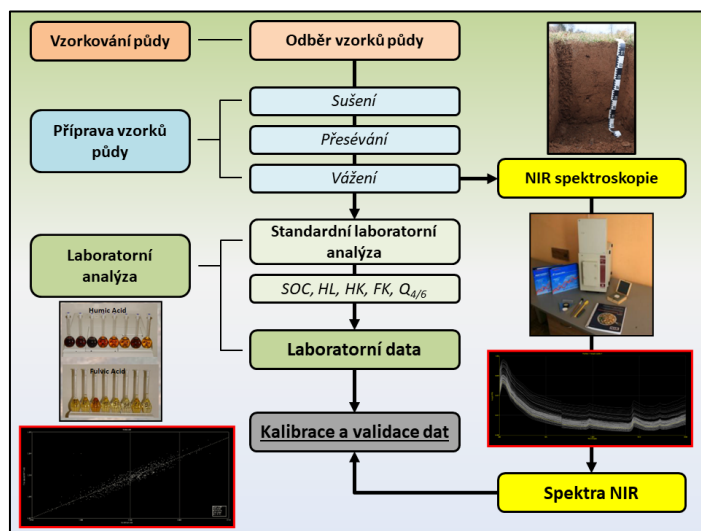 Vzorkování půdy
Odběr vzorků půdy
Příprava vzorků
půdy
Sušení
Přesévání
Vážení
NIR spektroskopie
Laboratorní
analýza
Standardní laboratorní
analýza
SOC, HL, HK, FK, Q4/6
Laboratorní data
Humic Acid
Fulvic Acid
Kalibrace a validace dat
Spektra NIR